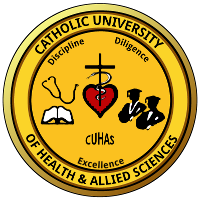 CATHOLIC UNIVERSITY
Discipline
Diligence
CUHAs
Excellence
OF HEALTH & ALLIED SCIENCES